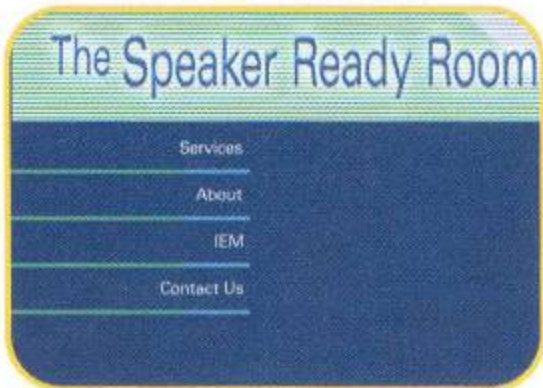 The Speaker Ready Room
Services
About
IEM
Contact Us